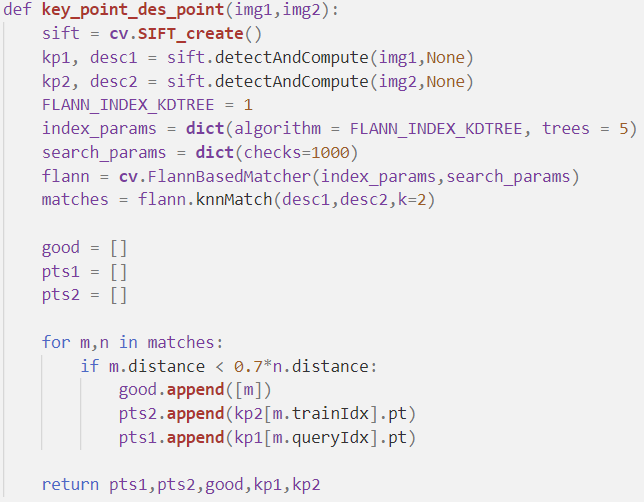 def key_point_des_point(img1,img2):
    sift = cv.SIFT_create()
    kp1, desc1 = sift.detectAndCompute(img1,None)
    kp2, desc2 = sift.detectAndCompute(img2,None)
    FLANN_INDEX_KDTREE = 1
    index_params = dict(algorithm = FLANN_INDEX_KDTREE, trees = 5)
    search_params = dict(checks=1000)
    flann = cv.FlannBasedMatcher(index_params,search_params)
    matches = flann.knnMatch(desc1,desc2,k=2)

    good = []
    pts1 = []
    pts2 = []

    for m,n in matches:
        if m.distance < 0.7*n.distance:
            good.append([m])
            pts2.append(kp2[m.trainIdx].pt)
            pts1.append(kp1[m.queryIdx].pt)

    return pts1,pts2,good,kp1,kp2